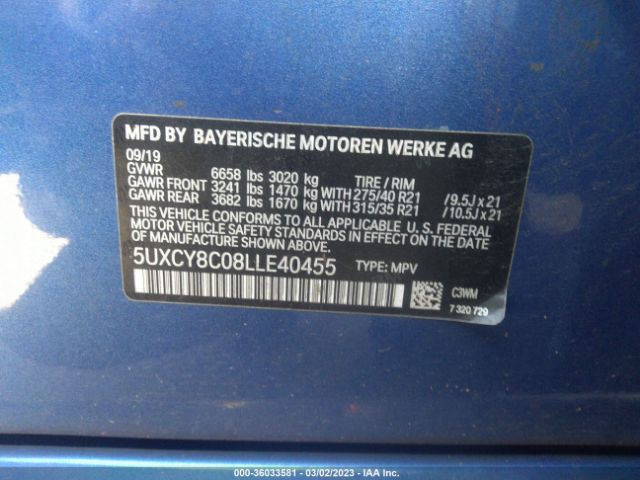 MFD BY BAYERISCHE MOTOREN WERKE AG
09/19
GVWR 6658 lbs 3020 kg TIRE / RIM
GAWR FRONT 3241 lbs 1470 kg WITH 275/40 R21 /9.5J x 21
GAWR REAR 3682 lbs 1670 kg WITH 315/35 R21 /10.5J x 21
THIS VEHICLE CONFORMS TO ALL APPLICABLE U. S. FEDERAL
MOTOR VEHICLE SAFETY STANDARDS IN EFFECT ON THE DATE
OF MANUFACTURE SHOWN ABOVE.
5UXCY8C08LLE40455 TYPE: MPV
C3WM
7 320 729
000-36033581 - 03/02/2023 - IAA Inc.